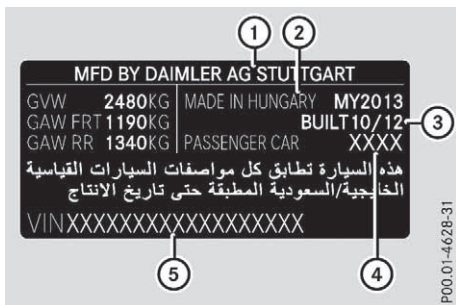 1
2
MFD BY DAIMLER AG STUTTGART
GVW 2480KG MADE IN HUNGARY MY2013
GAW FRT 1190KG BUILT10/12 3
GAW RR 1340KG PASSENGER CAR XXXX
هذه السيارة تطابق كل مواصفات السيارات القياسية
الخليجية/السعودية المطبقة حتى تاريخ الانتاج
VINXXXXXXXXXXXXXXXXX
5
4
P00.01-4628-31